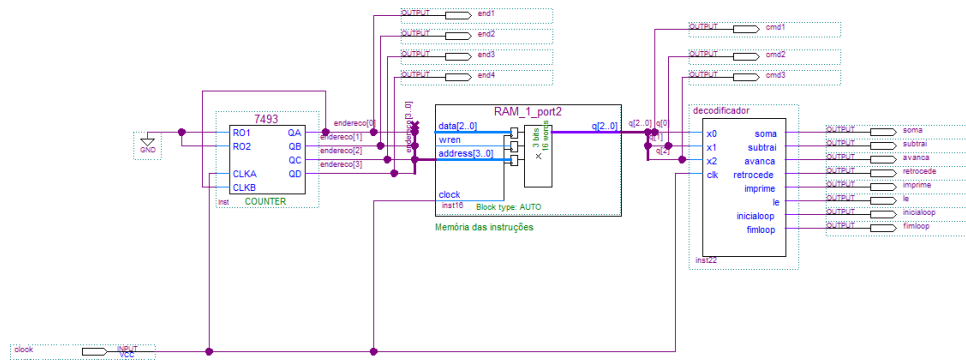 OUTPUT end1
OUTPUT end2
OUTPUT end3
OUTPUT end4
OUTPUT cmd1
OUTPUT cmd2
OUTPUT cmd3
7493
RO1 QA
RO2 QB
QC
CLKA QD
CLKB
inst COUNTER
GND
endereco[0]
endereco[1]
endereco[2]
endereco[3]
endereco[3..0]
RAM_1_port2
data[2..0] q[2..0]
wren
address[3..0]
clock
3 bits
16 words
inst16 Block type: AUTO
Memória das instruções
q[2..0] q[0]
q[1]
q[2]
decodificador
x0 soma
x1 subtrai
x2 avanca
clk retrocede
imprime
le
inicialoop
fimloop
inst22
OUTPUT soma
OUTPUT subtrai
OUTPUT avanca
OUTPUT retrocede
OUTPUT imprime
OUTPUT le
OUTPUT inicialoop
OUTPUT fimloop
clock INPUT
VCC